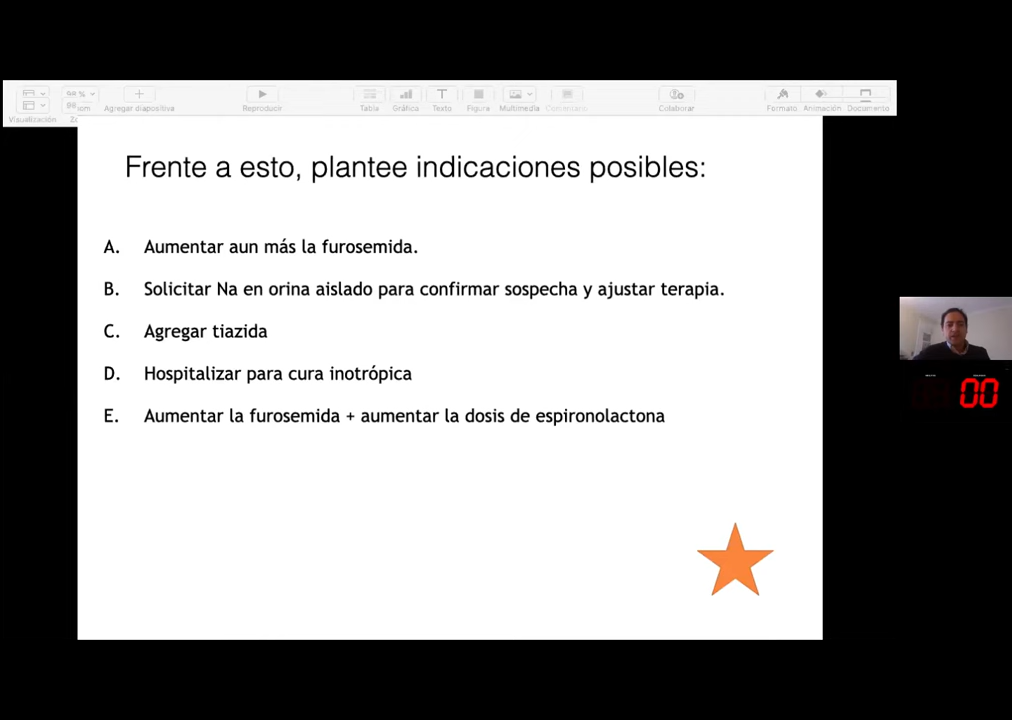 98 %
Visualización
Agregar diapositiva
Reproducir
Tabla
Gráfica
Texto
Figura
Multimedia
Comentario
Colaborar
Formato
Animación
Documento
Frente a esto, plantee indicaciones posibles:
A. Aumentar aun más la furosemida.
B. Solicitar Na en orina aislado para confirmar sospecha y ajustar terapia.
C. Agregar tiazida
D. Hospitalizar para cura inotrópica
E. Aumentar la furosemida + aumentar la dosis de espironolactona
00